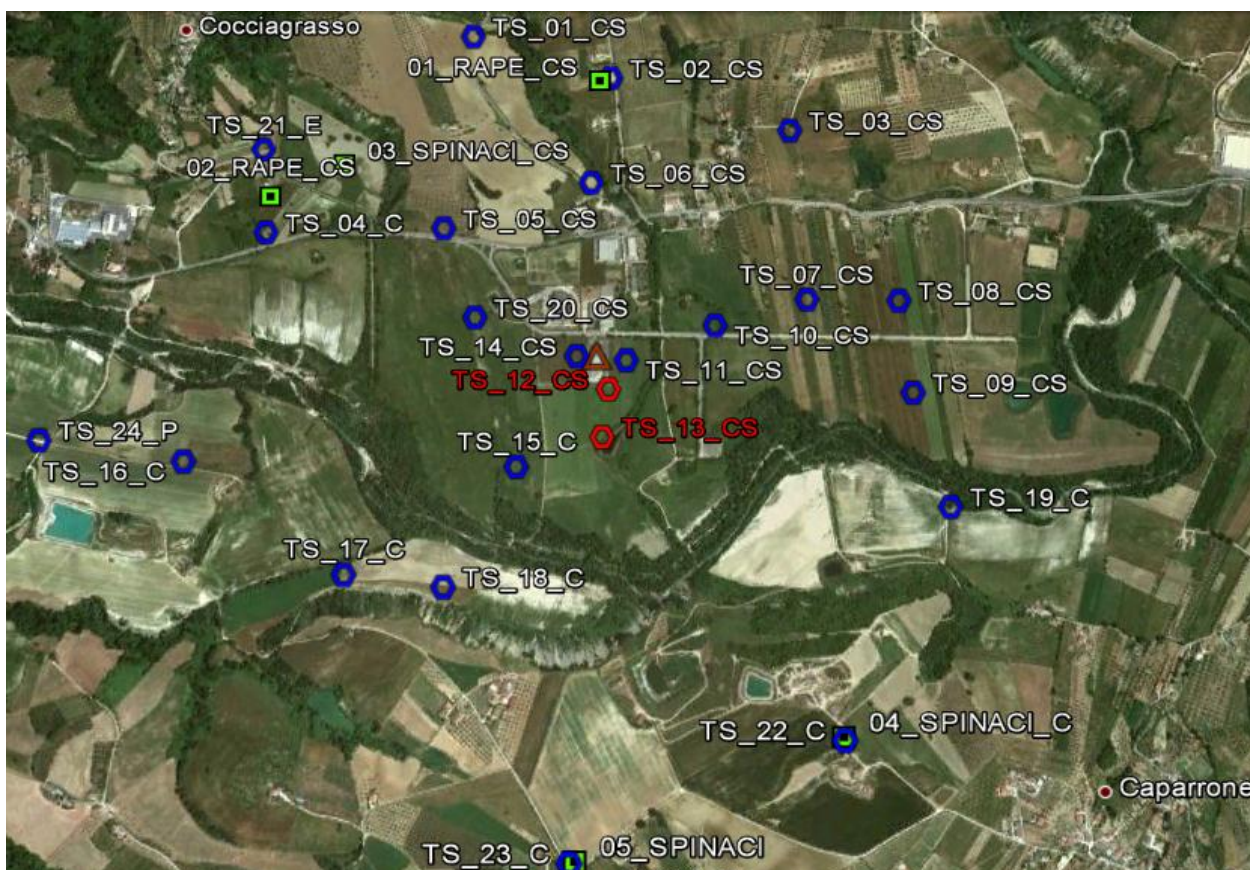 Cocciagrasso
TS_01_CS
01_RAPE_CS
TS_02_CS
TS_03_CS
TS_21_E
03_SPINACI_CS
02_RAPE_CS
TS_06_CS
TS_04_C
TS_05_CS
TS_07_CS
TS_08_CS
TS_20_CS
TS_10_CS
TS_14_CS
TS_11_CS
TS_12_CS
TS_09_CS
TS_24_P
TS_13_CS
TS_15_C
TS_16_C
TS_19_C
TS_17_C
TS_18_C
TS_22_C
04_SPINACI_C
Caparrone
TS_23_C
05_SPINACI